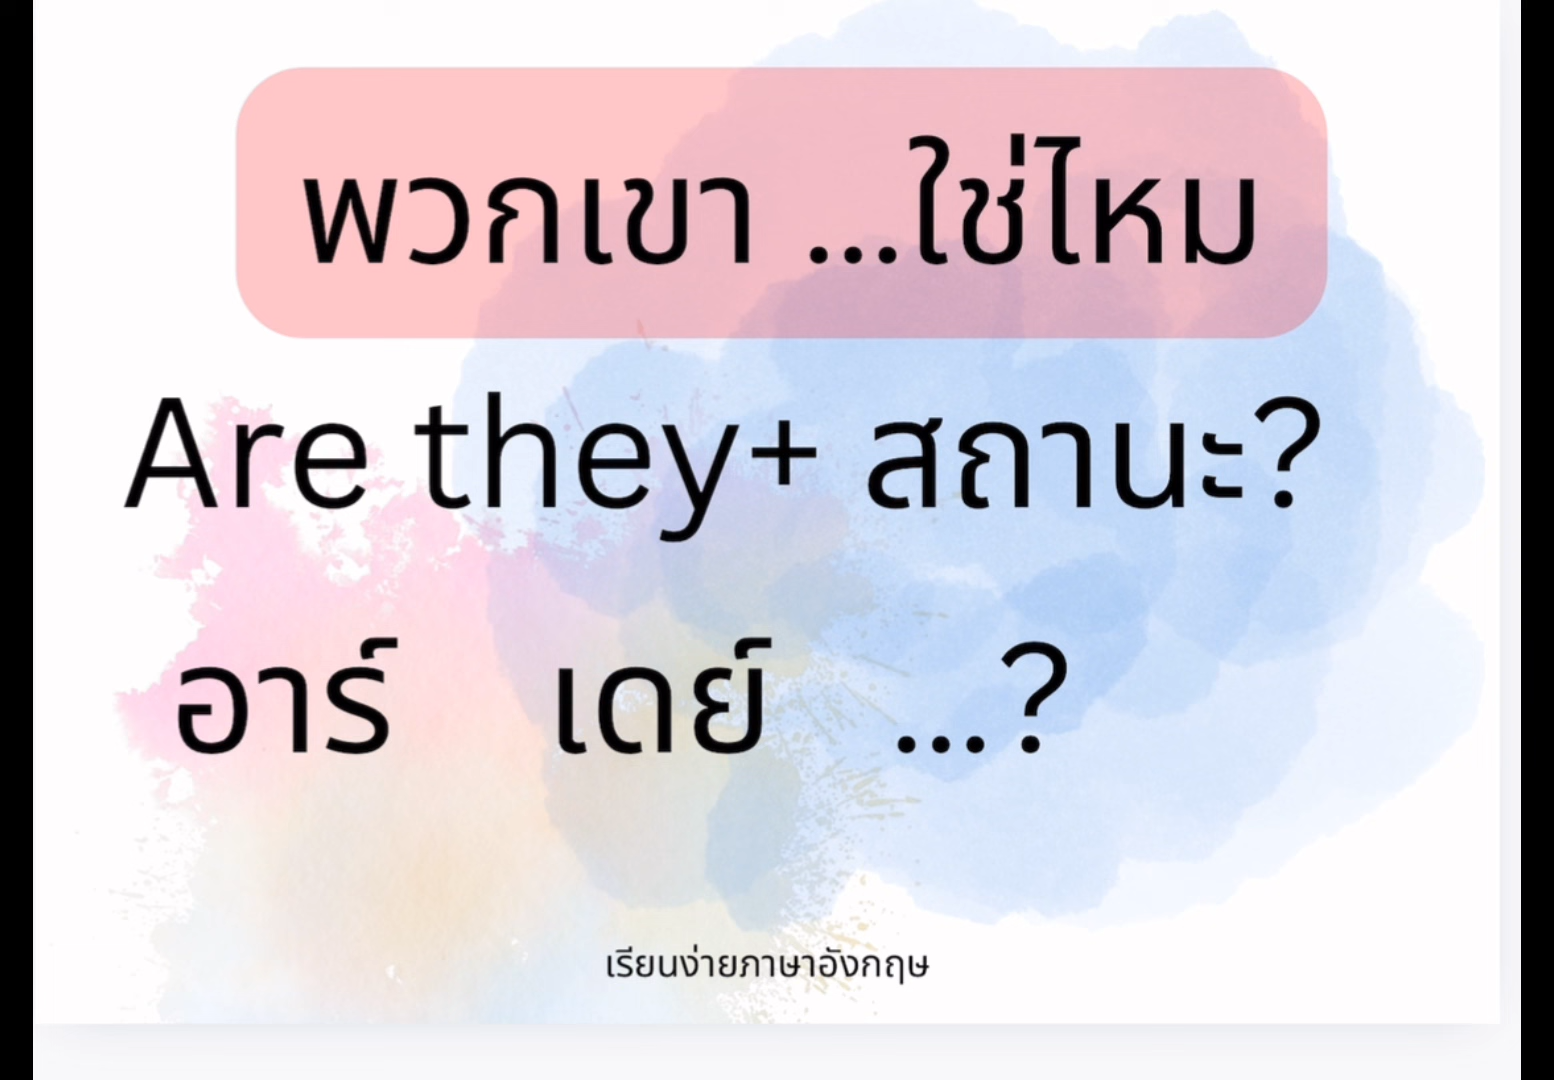 พวกเขา ...ใช่ไหม
Are they+ สถานะ?
อาร์ เดย์ ...?
เรียนง่ายภาษาอังกฤษ